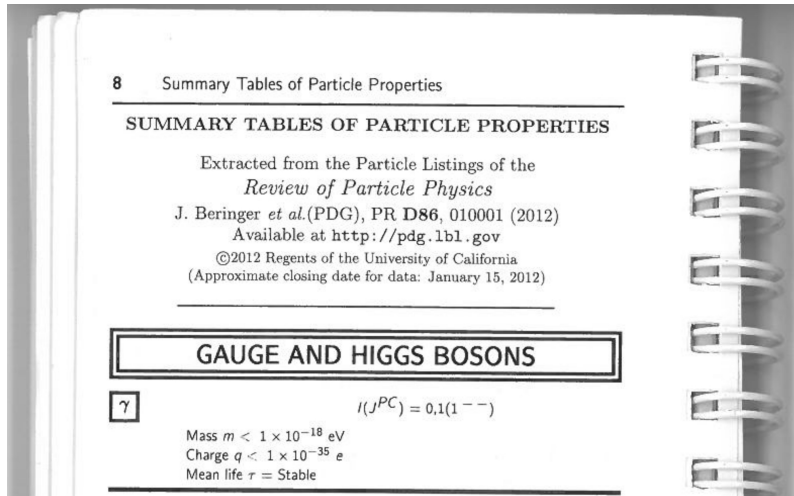 8 Summary Tables of Particle Properties
SUMMARY TABLES OF PARTICLE PROPERTIES
Extracted from the Particle Listings of the
Review of Particle Physics
J. Beringer et al.(PDG), PR D86, 010001 (2012)
Available at http://pdg.lbl.gov
©2012 Regents of the University of California
(Approximate closing date for data: January 15, 2012)
GAUGE AND HIGGS BOSONS
γ I(J^PC) = 0,1(1^− −)
Mass m < 1 × 10^−18 eV
Charge q < 1 × 10^−35 e
Mean life τ = Stable